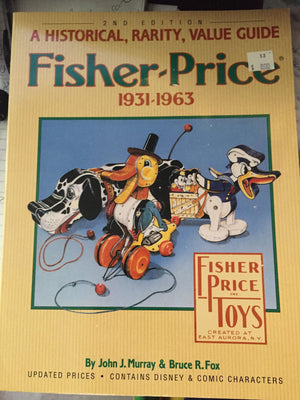 2ND EDITION
A HISTORICAL, RARITY, VALUE GUIDE
Fisher-Price®
1931-1963
FISHER
PRICE
INC.
TOYS
CREATED AT
EAST AURORA, N.Y.
By John J. Murray & Bruce R. Fox
UPDATED PRICES • CONTAINS DISNEY & COMIC CHARACTERS